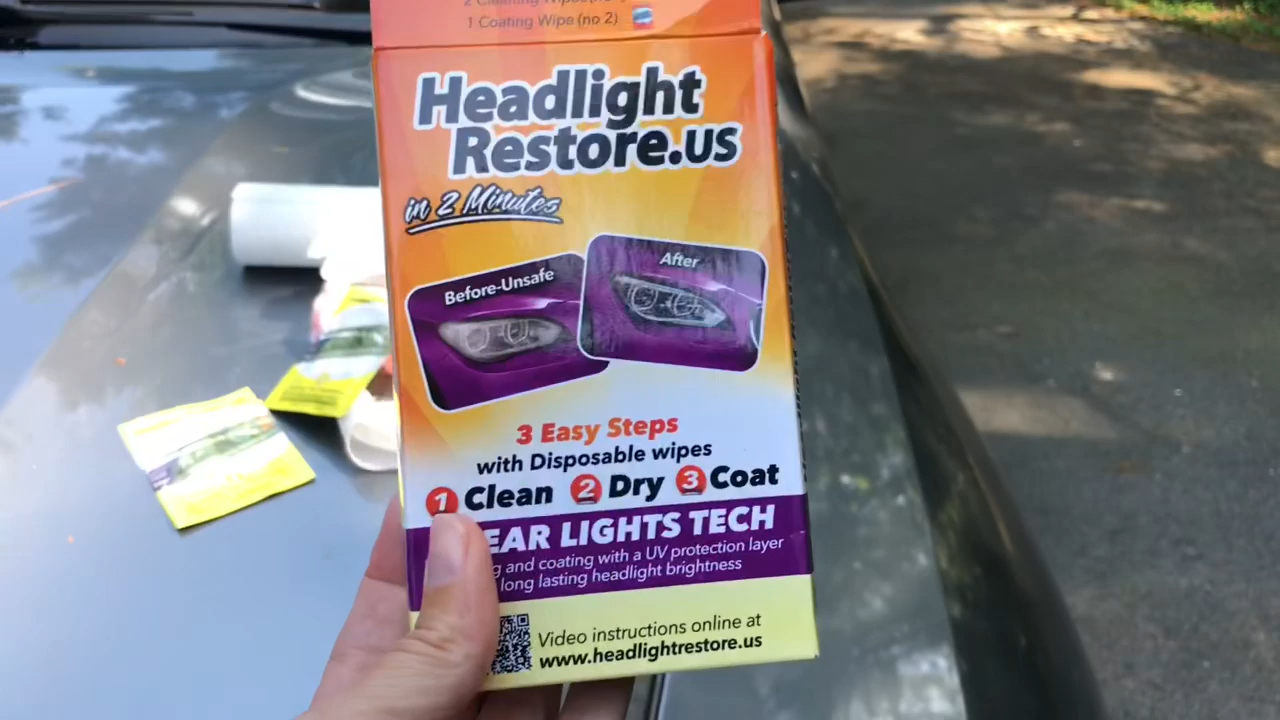 1 Coating Wipe (no 2)
Headlight
Restore.us
in 2 Minutes
Before-Unsafe
After
3 Easy Steps
with Disposable wipes
1 Clean 2 Dry 3 Coat
EAR LIGHTS TECH
g and coating with a UV protection layer
long lasting headlight brightness
Video instructions online at
www.headlightrestore.us